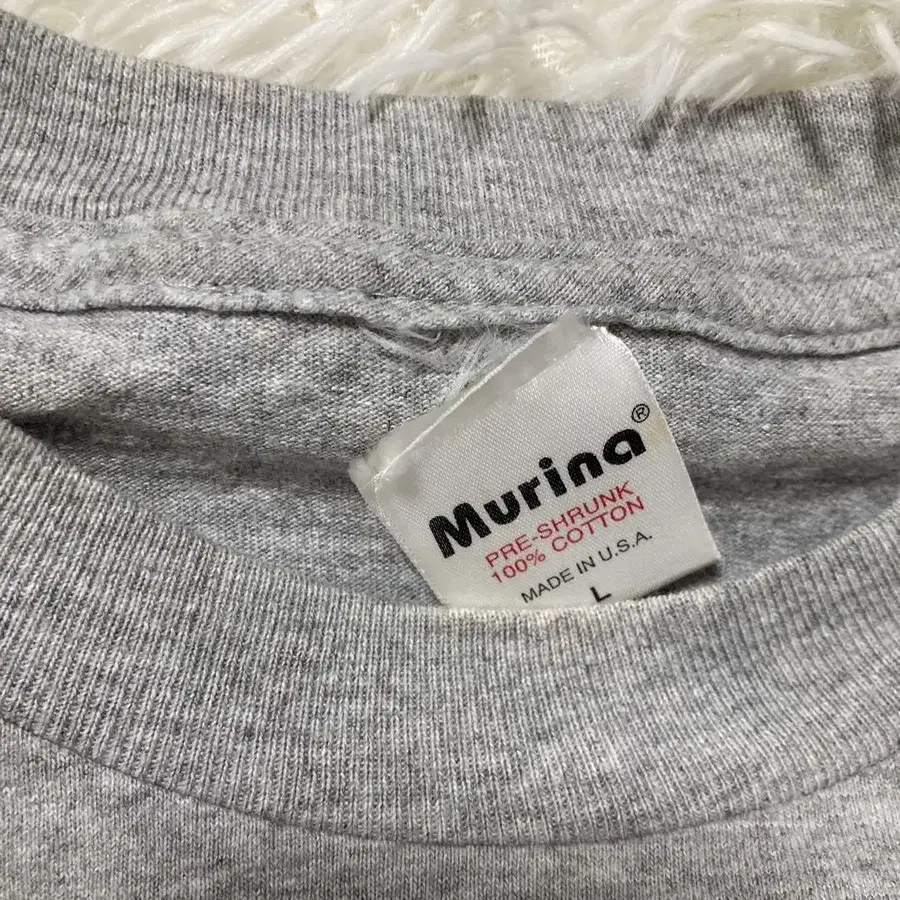 Murina®
PRE-SHRUNK
100% COTTON
MADE IN U.S.A.
L